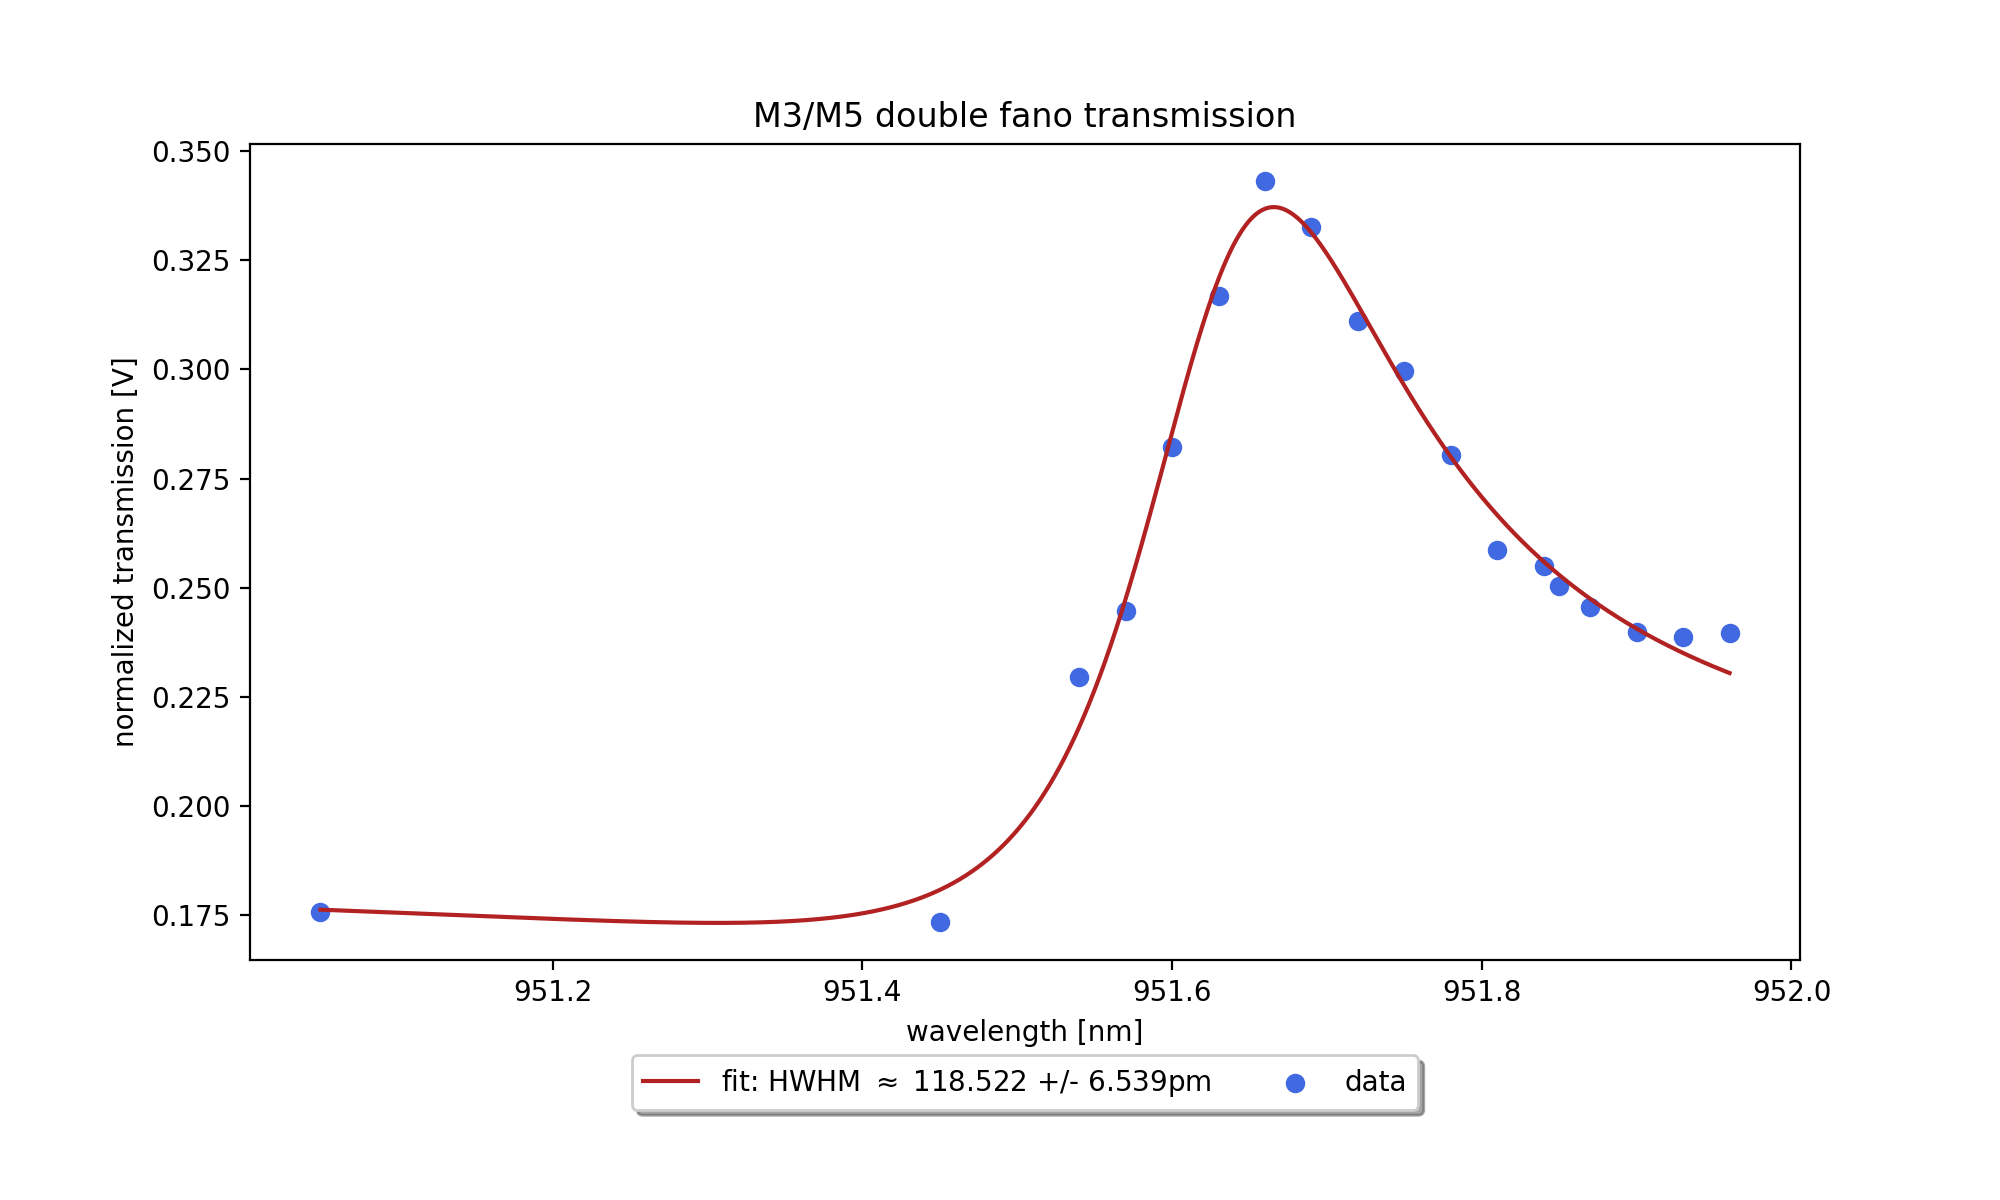 M3/M5 double fano transmission
0.350
0.325
0.300
0.275
0.250
0.225
0.200
0.175
normalized transmission [V]
951.2 951.4 951.6 951.8 952.0
wavelength [nm]
fit: HWHM ≈ 118.522 +/- 6.539pm data